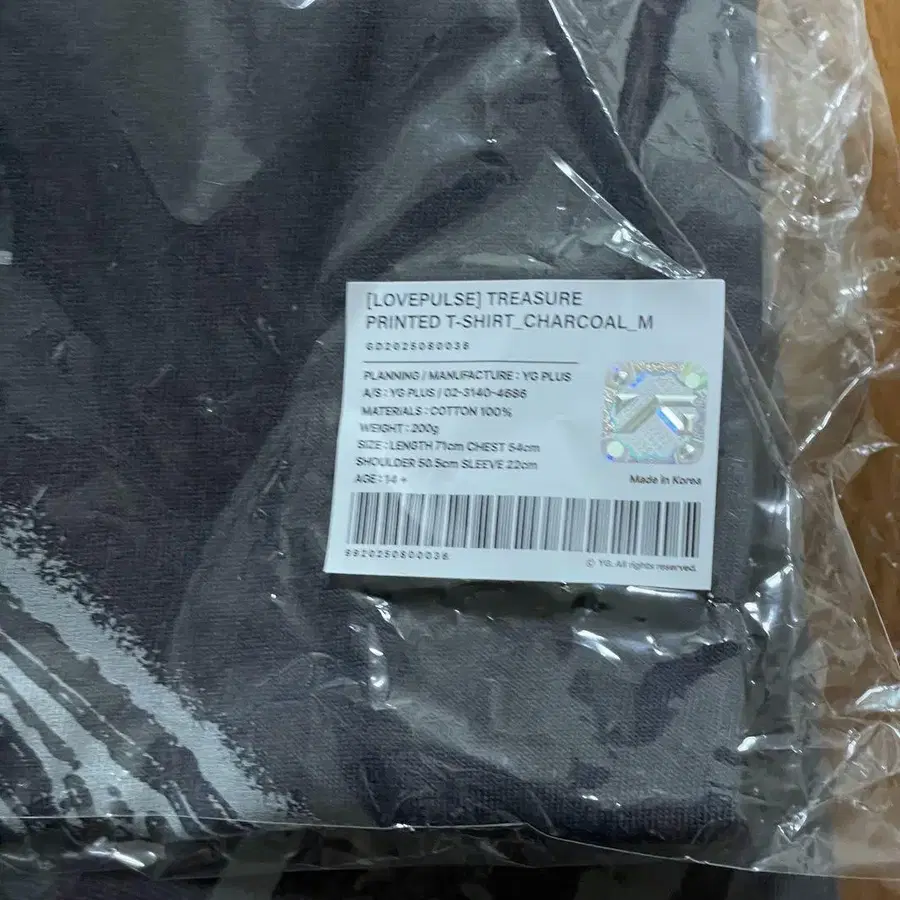 [LOVEPULSE] TREASURE
PRINTED T-SHIRT_CHARCOAL_M
GD2025080036
PLANNING / MANUFACTURE : YG PLUS
A/S : YG PLUS / 02-3140-4686
MATERIALS : COTTON 100%
WEIGHT : 200g
SIZE : LENGTH 71cm CHEST 54cm
SHOULDER 50.5cm SLEEVE 22cm
AGE : 14 +
Made in Korea
8820250800036
© YG. All rights reserved.